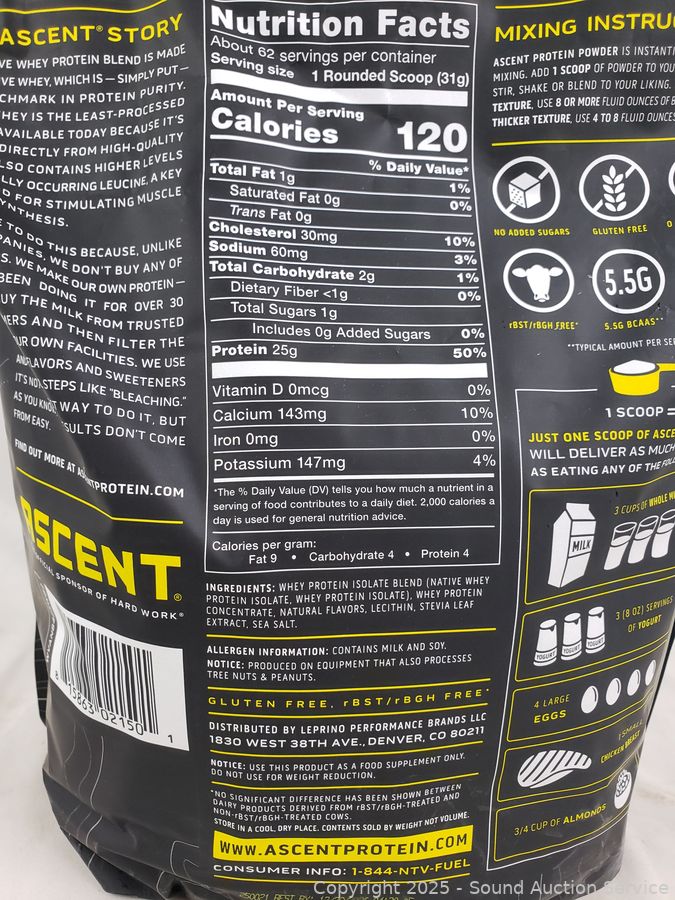 ASCENT® STORY
VE WHEY PROTEIN BLEND IS MADE
VE WHEY, WHICH IS — SIMPLY PUT —
CHMARK IN PROTEIN PURITY.
HEY IS THE LEAST-PROCESSED
AVAILABLE TODAY BECAUSE IT'S
DIRECTLY FROM HIGH-QUALITY
LSO CONTAINS HIGHER LEVELS
LLY OCCURRING LEUCINE, A KEY
D FOR STIMULATING MUSCLE
YNTHESIS.
E TO DO THIS BECAUSE, UNLIKE
PANIES, WE DON'T BUY ANY OF
S. WE MAKE OUR OWN PROTEIN —
BEEN DOING IT FOR OVER 30
UY THE MILK FROM TRUSTED
ERS AND THEN FILTER THE
UR OWN FACILITIES. WE USE
FLAVORS AND SWEETENERS
STEPS LIKE "BLEACHING."
IT'S NOT
WAY TO DO IT, BUT
AS YOU KNOW
SULTS DON'T COME
FROM EASY.
FIND OUT MORE AT
NTPROTEIN.COM
ASCENT®
SPONSOR OF HARD WORK®
8 15863 02150 1
Nutrition Facts
About 62 servings per container
Serving size 1 Rounded Scoop (31g)
Amount Per Serving
Calories 120
% Daily Value*
Total Fat 1g 1%
Saturated Fat 0g 0%
Trans Fat 0g
Cholesterol 30mg 10%
Sodium 60mg 3%
Total Carbohydrate 2g 1%
Dietary Fiber <1g 0%
Total Sugars 1g
Includes 0g Added Sugars 0%
Protein 25g 50%
Vitamin D 0mcg 0%
Calcium 143mg 10%
Iron 0mg 0%
Potassium 147mg 4%
*The % Daily Value (DV) tells you how much a nutrient in a
serving of food contributes to a daily diet. 2,000 calories a
day is used for general nutrition advice.
Calories per gram:
Fat 9 • Carbohydrate 4 • Protein 4
INGREDIENTS: WHEY PROTEIN ISOLATE BLEND (NATIVE WHEY
PROTEIN ISOLATE, WHEY PROTEIN ISOLATE), WHEY PROTEIN
CONCENTRATE, NATURAL FLAVORS, LECITHIN, STEVIA LEAF
EXTRACT, SEA SALT.
ALLERGEN INFORMATION: CONTAINS MILK AND SOY.
NOTICE: PRODUCED ON EQUIPMENT THAT ALSO PROCESSES
TREE NUTS & PEANUTS.
GLUTEN FREE, rBST/rBGH FREE*
DISTRIBUTED BY LEPRINO PERFORMANCE BRANDS LLC
1830 WEST 38TH AVE., DENVER, CO 80211
NOTICE: USE THIS PRODUCT AS A FOOD SUPPLEMENT ONLY.
DO NOT USE FOR WEIGHT REDUCTION.
*NO SIGNIFICANT DIFFERENCE HAS BEEN SHOWN BETWEEN
DAIRY PRODUCTS DERIVED FROM rBST/rBGH-TREATED AND
NON-rBST/rBGH-TREATED COWS.
STORE IN A COOL, DRY PLACE. CONTENTS SOLD BY WEIGHT NOT VOLUME.
WWW.ASCENTPROTEIN.COM
CONSUMER INFO: 1-844-NTV-FUEL
MIXING INSTRUC
ASCENT PROTEIN POWDER IS INSTANTI
MIXING. ADD 1 SCOOP OF POWDER TO YOU
STIR, SHAKE OR BLEND TO YOUR LIKING.
TEXTURE, USE 8 OR MORE FLUID OUNCES OF B
THICKER TEXTURE, USE 4 TO 8 FLUID OUNCES
NO ADDED SUGARS
GLUTEN FREE
0
rBST/rBGH FREE*
5.5G
5.5G BCAAS**
**TYPICAL AMOUNT PER SER
1 SCOOP =
JUST ONE SCOOP OF ASCE
WILL DELIVER AS MUCH
AS EATING ANY OF THE FOLL
3 CUPS OF WHOLE MI
MILK
3 (8 OZ) SERVINGS
OF YOGURT
YOGURT
YOGURT
YOGURT
4 LARGE
EGGS
1 SMALL
CHICKEN BREAST
3/4 CUP OF ALMONDS
Copyright 2025 - Sound Auction Service